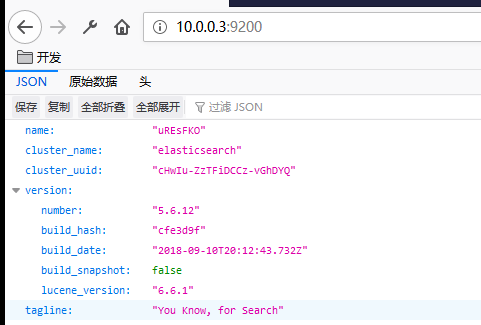 10.0.0.3:9200
开发
JSON 原始数据 头
保存 复制 全部折叠 全部展开 过滤 JSON
name: "uREsFKO"
cluster_name: "elasticsearch"
cluster_uuid: "cHwIu-ZzTFiDCCz-vGhDYQ"
version:
number: "5.6.12"
build_hash: "cfe3d9f"
build_date: "2018-09-10T20:12:43.732Z"
build_snapshot: false
lucene_version: "6.6.1"
tagline: "You Know, for Search"